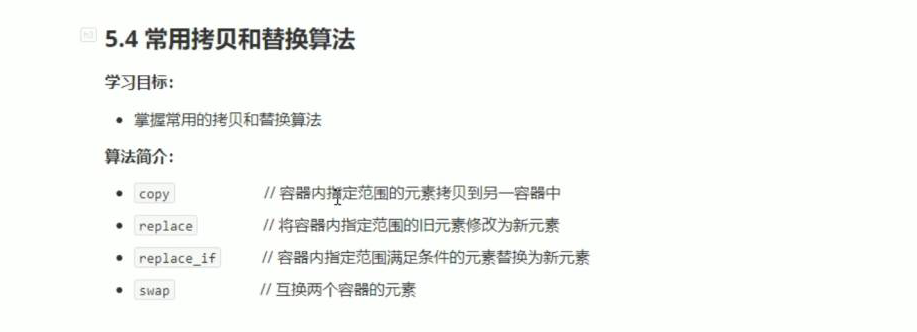 5.4 常用拷贝和替换算法
学习目标：
掌握常用的拷贝和替换算法
算法简介：
copy // 容器内指定范围的元素拷贝到另一容器中
replace // 将容器内指定范围的旧元素修改为新元素
replace_if // 容器内指定范围满足条件的元素替换为新元素
swap // 互换两个容器的元素